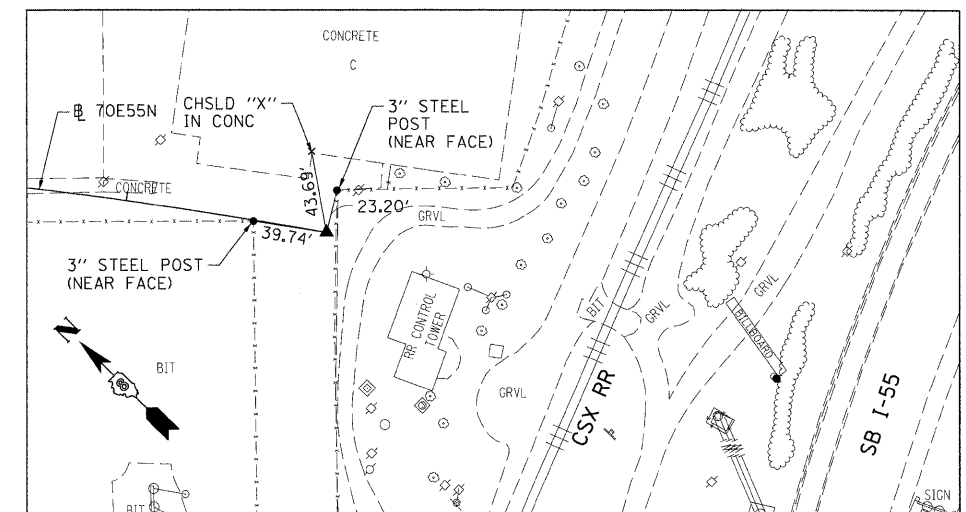 CONCRETE
C
BL 70E55N
CHSLD "X"
IN CONC
3" STEEL
POST
(NEAR FACE)
CONCRETE
43.69'
23.20'
GRVL
39.74'
3" STEEL POST
(NEAR FACE)
N
BIT
RR CONTROL
TOWER
GRVL
BIT
GRVL
GRVL
BILLBOARD
CSX RR
SB I-55
BIT
SIGN